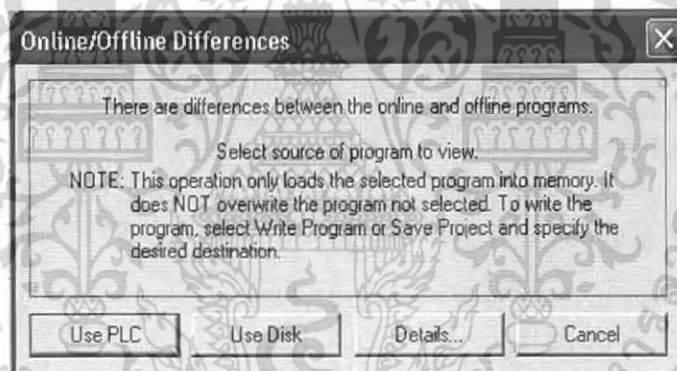 Online/Offline Differences
There are differences between the online and offline programs.
Select source of program to view.
NOTE: This operation only loads the selected program into memory. It
does NOT overwrite the program not selected. To write the
program, select Write Program or Save Project and specify the
desired destination.
Use PLC
Use Disk
Details...
Cancel